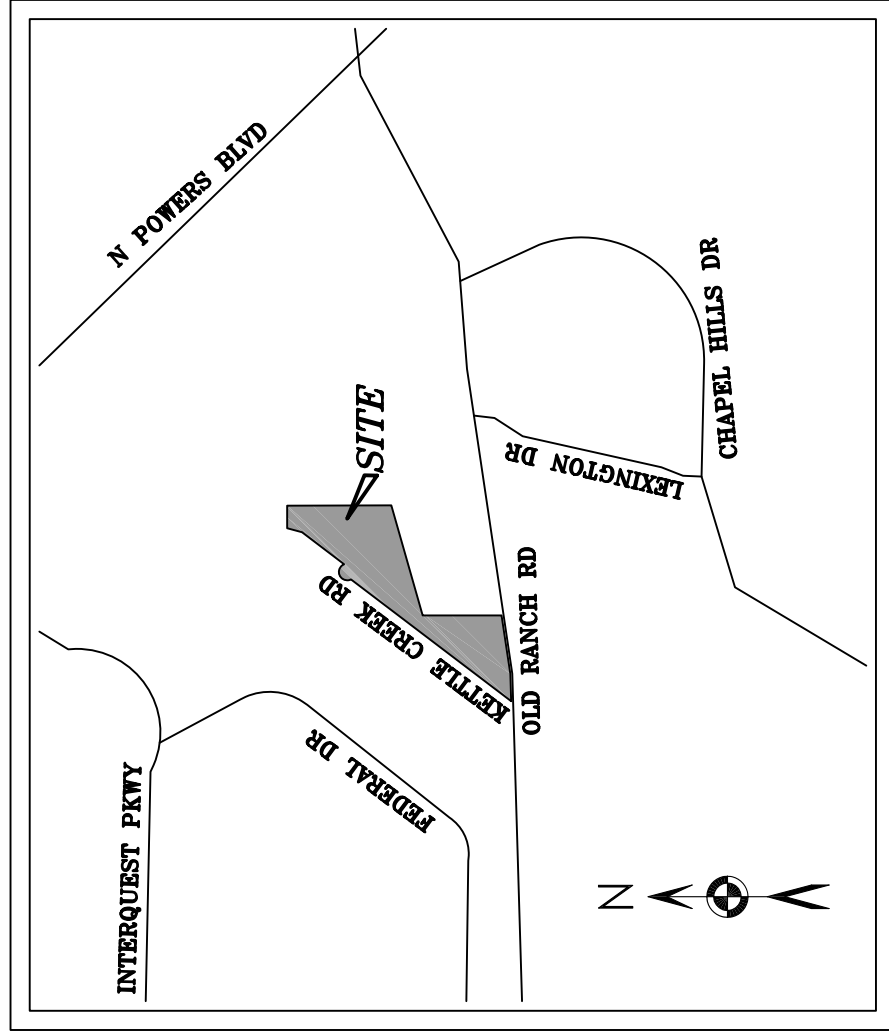 N POWERS BLVD
CHAPEL HILLS DR
SITE
LEXINGTON DR
KETTLE CREEK RD
OLD RANCH RD
FEDERAL DR
INTERQUEST PKWY
N